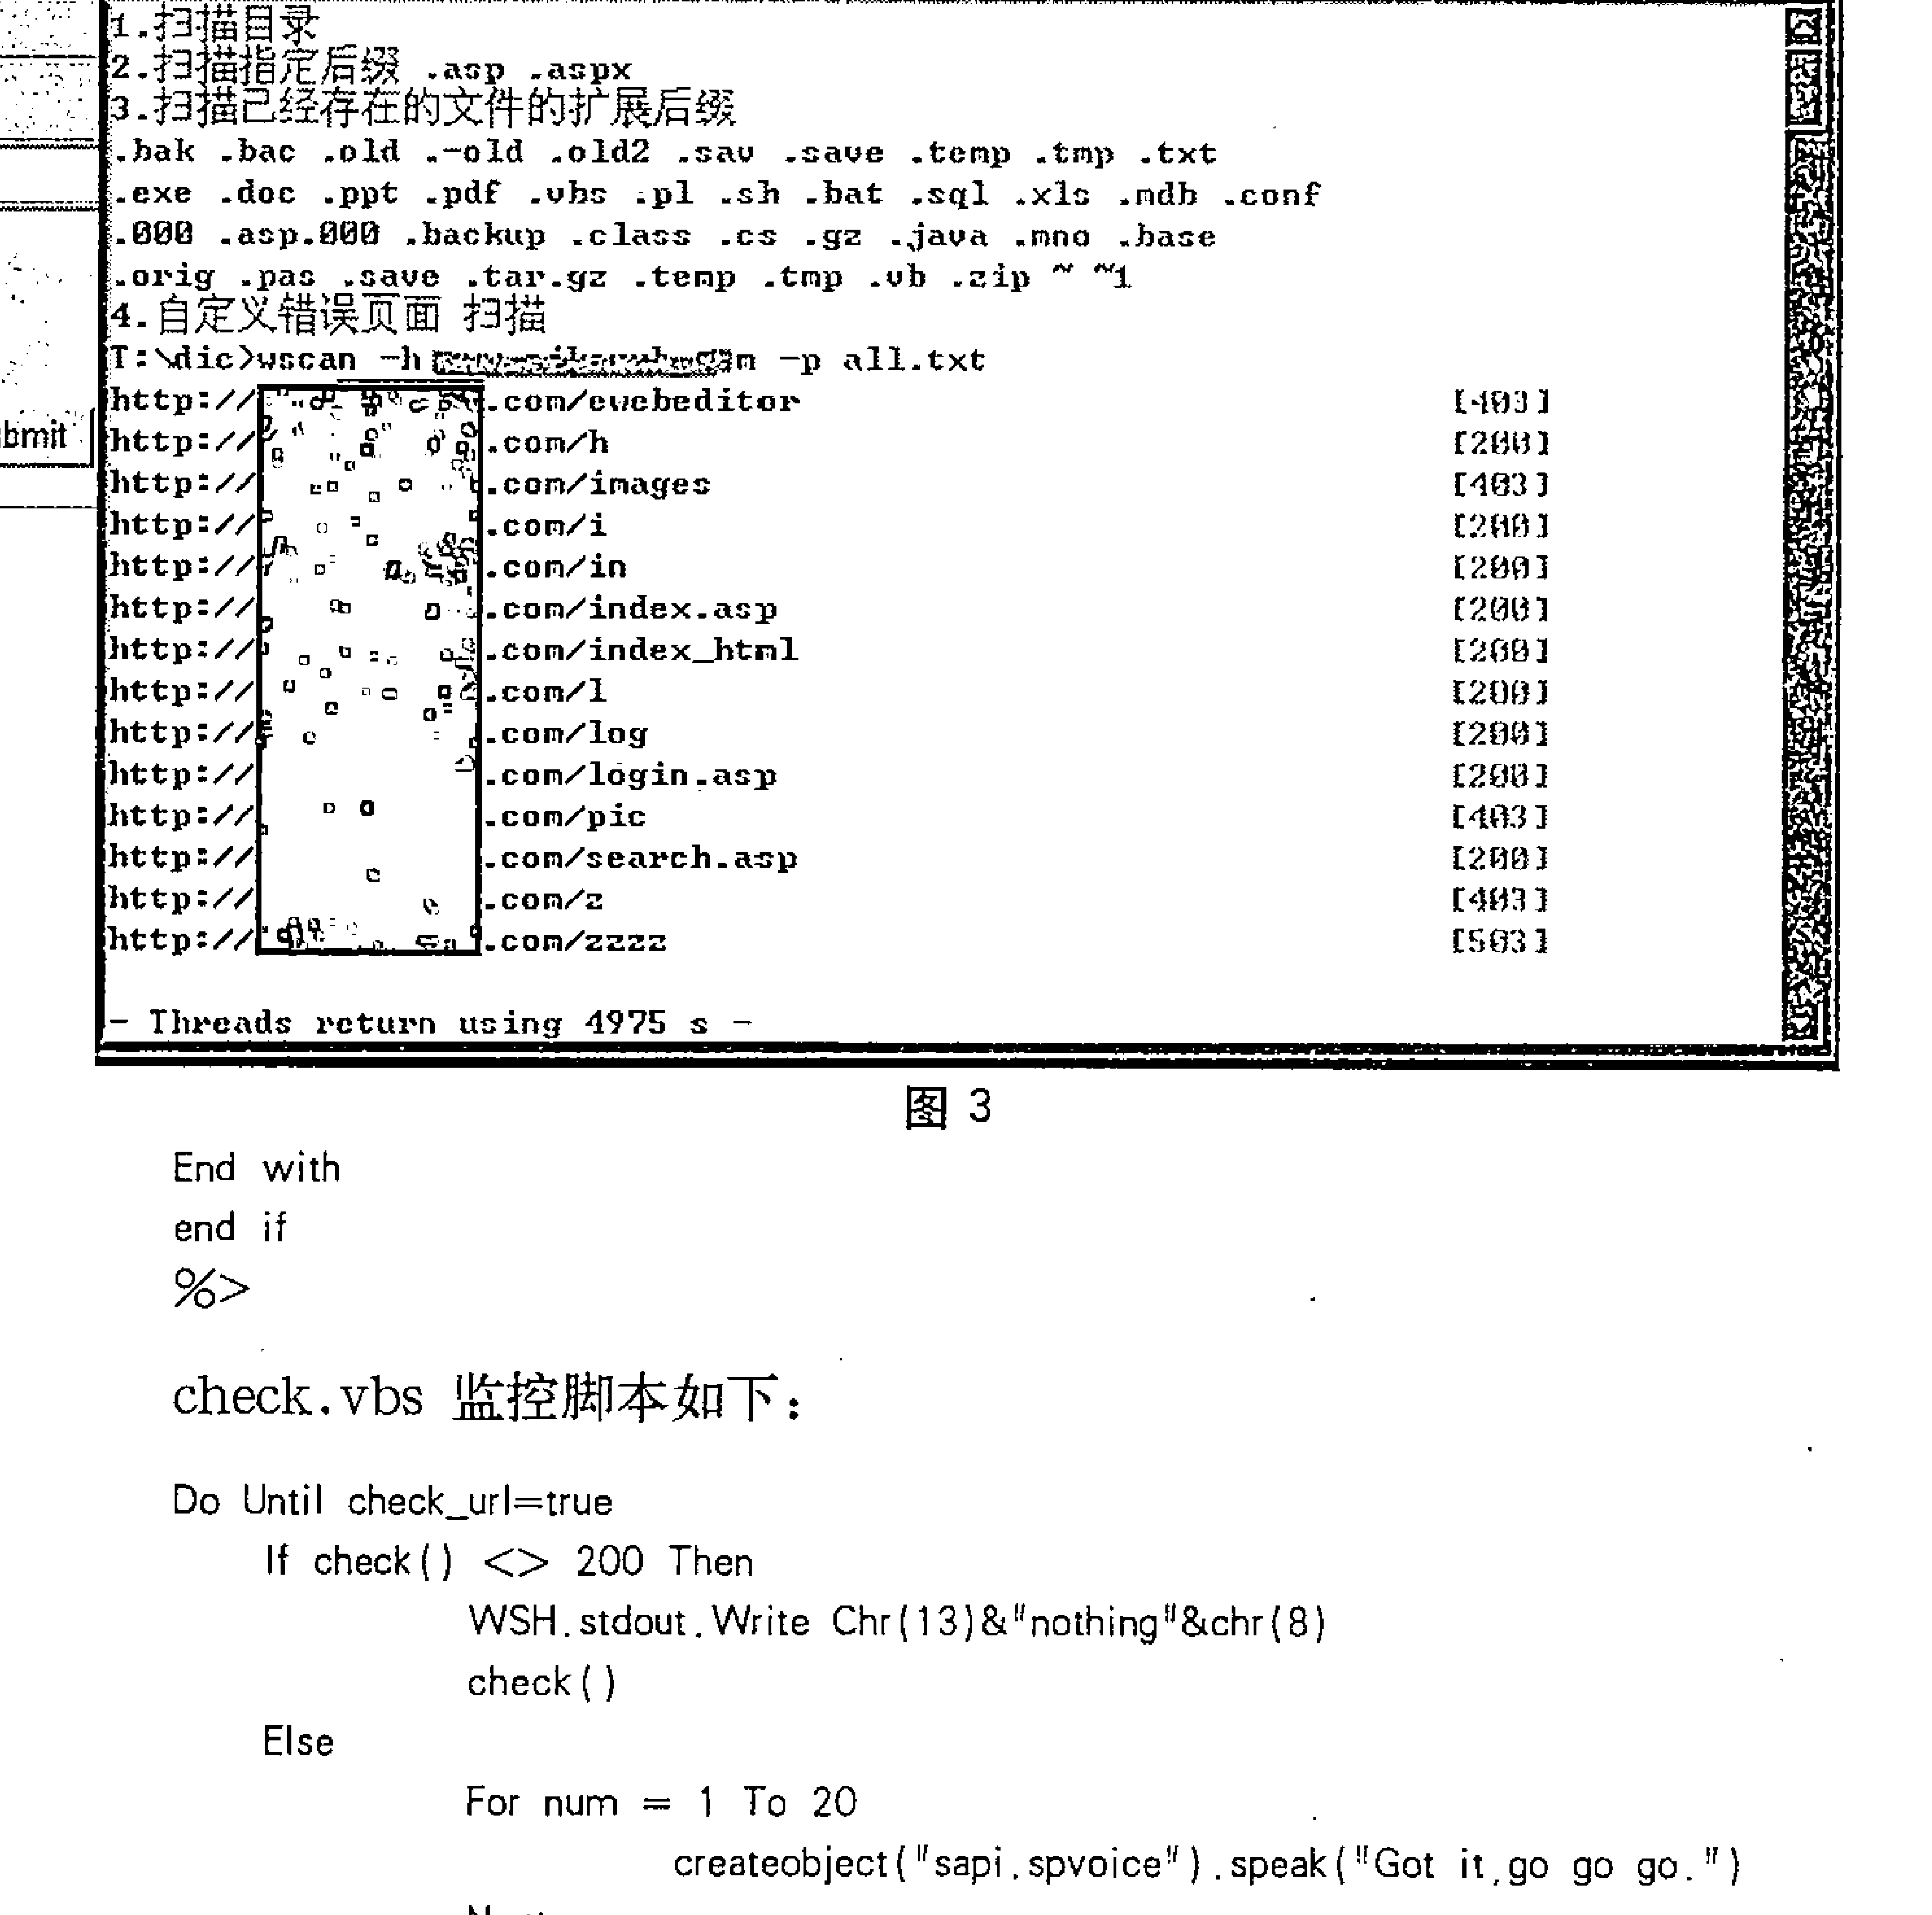 1.扫描目录
2.扫描指定后缀 .asp .aspx
3.扫描已经存在的文件的扩展后缀
.bak .bac .old .-old .old2 .sav .save .temp .tmp .txt
.exe .doc .ppt .pdf .vbs .pl .sh .bat .sql .xls .mdb .conf
.000 .asp.000 .backup .class .cs .gz .java .mno .base
.orig .pas .save .tar.gz .temp .tmp .vb .zip ~ ~1
4.自定义错误页面 扫描
T:\dic>wscan -h m -p all.txt
http:// .com/ewebeditor [403]
bmit
http:// .com/h [200]
http:// .com/images [403]
http:// .com/i [200]
http:// .com/in [200]
http:// .com/index.asp [200]
http:// .com/index_html [200]
http:// .com/l [200]
http:// .com/log [200]
http:// .com/login.asp [200]
http:// .com/pic [403]
http:// .com/search.asp [200]
http:// .com/z [403]
http:// .com/zzzz [503]
- Threads return using 4975 s -
图 3
End with
end if
%>
check.vbs 监控脚本如下：
Do Until check_url=true
If check() <> 200 Then
WSH.stdout.Write Chr(13)&"nothing"&chr(8)
check()
Else
For num = 1 To 20
createobject("sapi.spvoice").speak("Got it,go go go.")